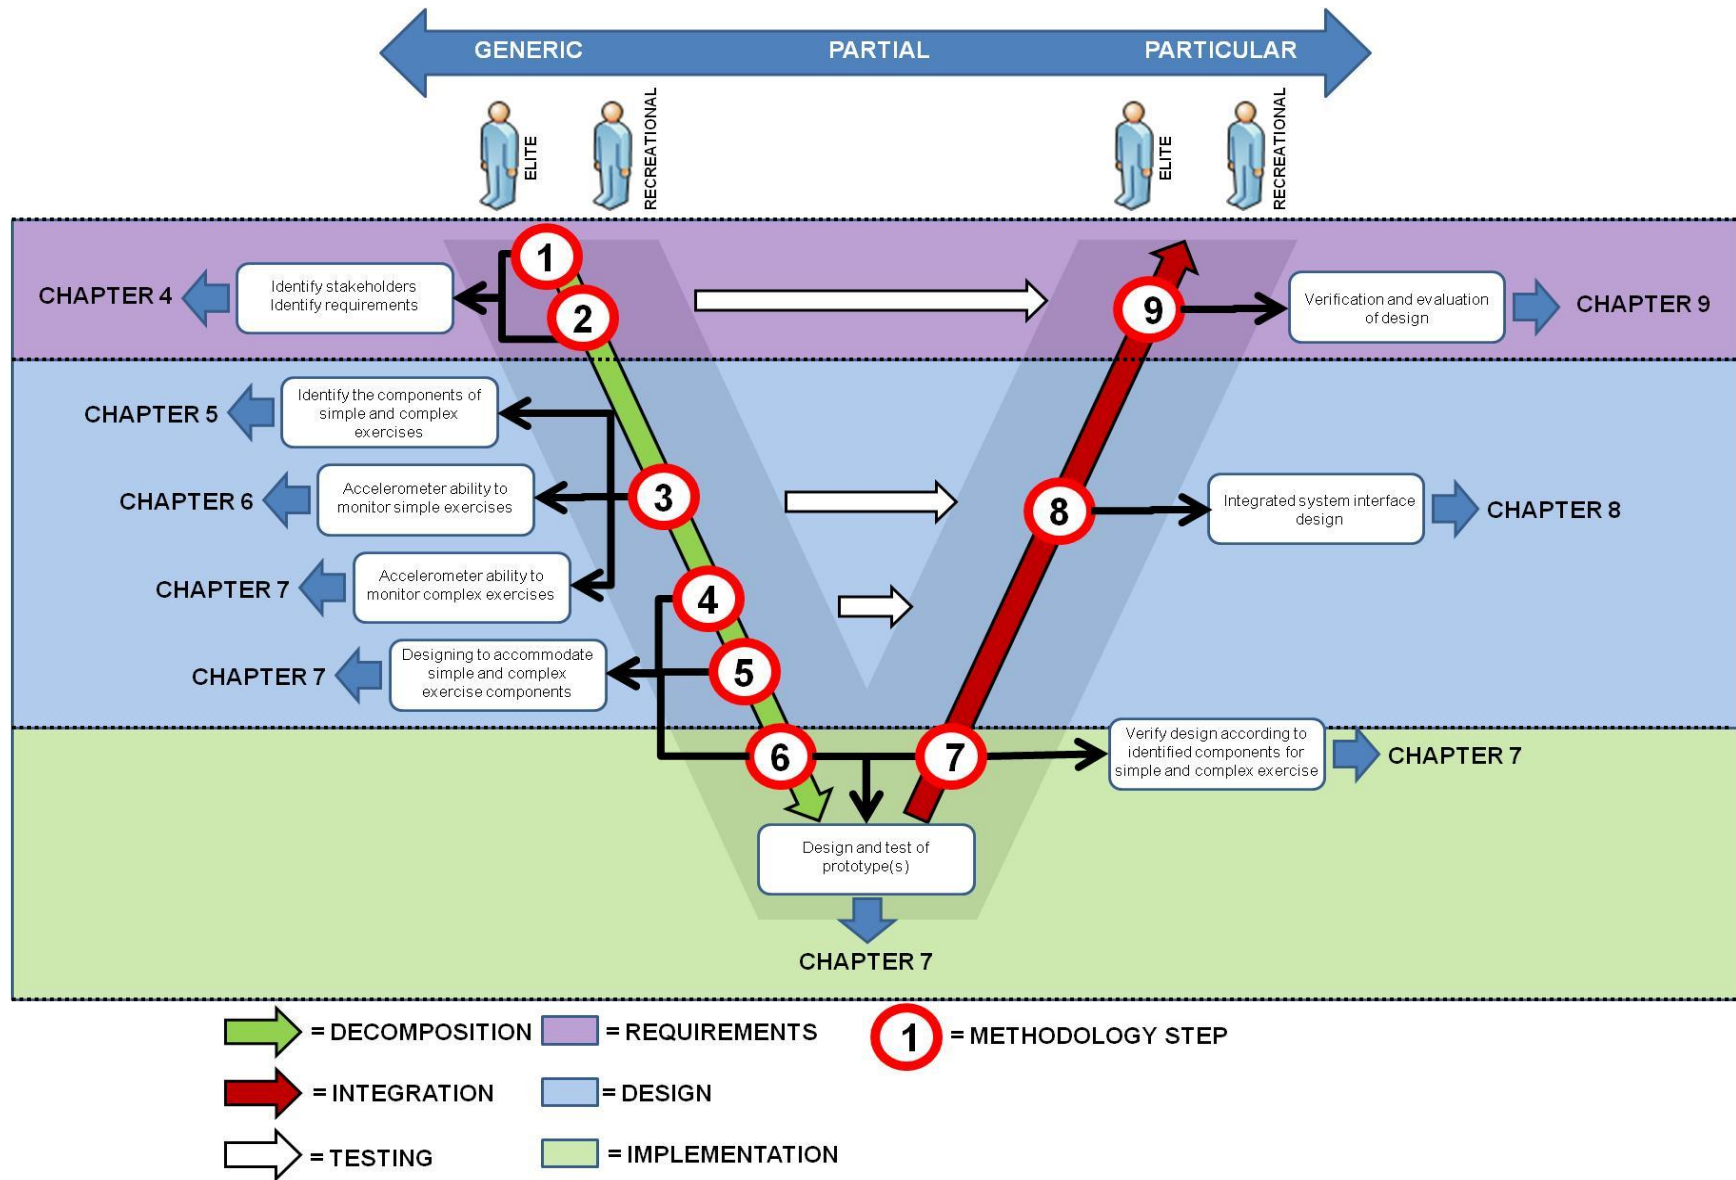 GENERIC
PARTIAL
PARTICULAR
ELITE
RECREATIONAL
ELITE
RECREATIONAL
1
2
CHAPTER 4
Identify stakeholders
Identify requirements
9
Verification and evaluation
of design
CHAPTER 9
CHAPTER 5
Identify the components of
simple and complex
exercises
CHAPTER 6
Accelerometer ability to
monitor simple exercises
3
8
Integrated system interface
design
CHAPTER 8
CHAPTER 7
Accelerometer ability to
monitor complex exercises
4
CHAPTER 7
Designing to accommodate
simple and complex
exercise components
5
6
7
Verify design according to
identified components for
simple and complex exercise
CHAPTER 7
Design and test of
prototype(s)
CHAPTER 7
= DECOMPOSITION
= REQUIREMENTS
1
= METHODOLOGY STEP
= INTEGRATION
= DESIGN
= TESTING
= IMPLEMENTATION